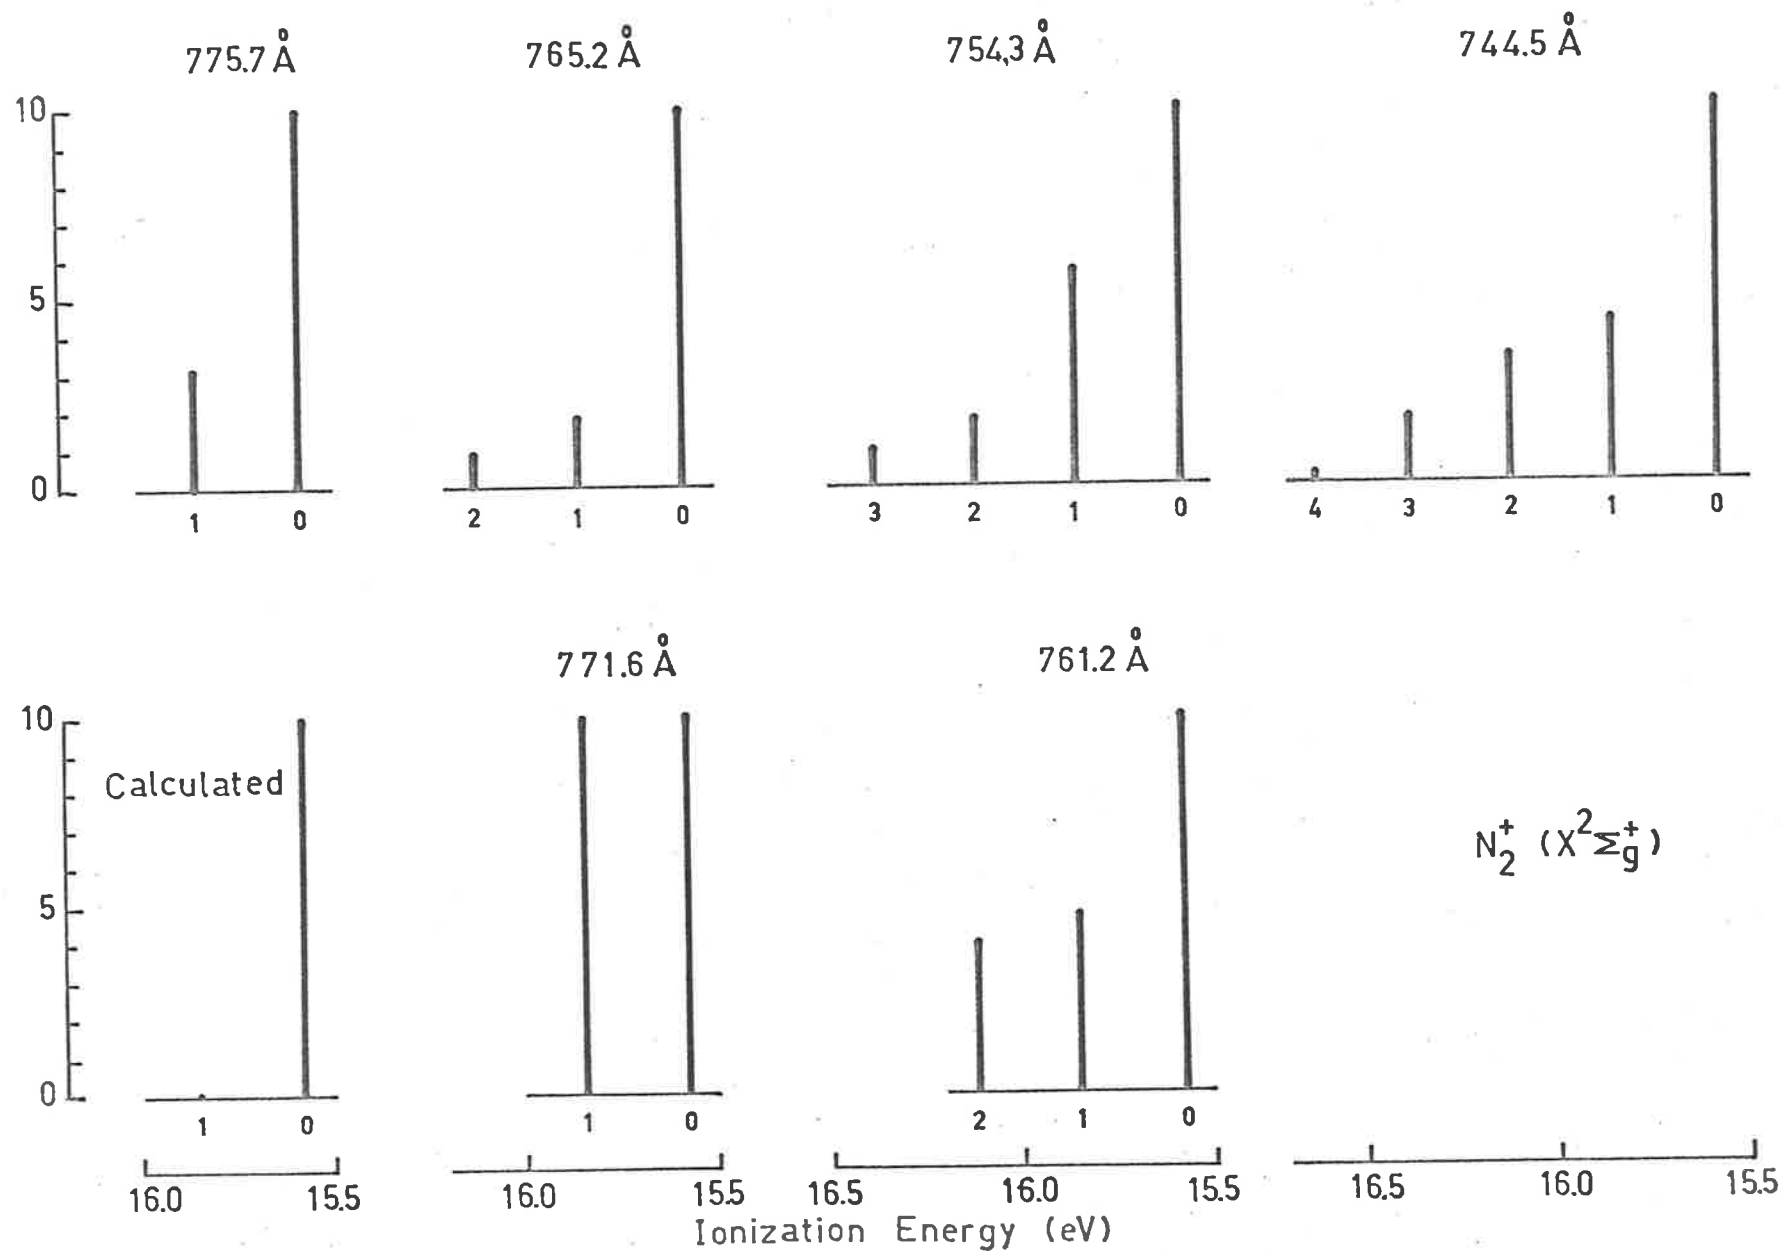 775.7 Å
765.2 Å
754,3 Å
744.5 Å
10
5
0
1 0
2 1 0
3 2 1 0
4 3 2 1 0
771.6 Å
761.2 Å
10
5
0
Calculated
N₂⁺ (X²Σg⁺)
1 0
1 0
2 1 0
16.0 15.5
16.0 15.5
16.5 16.0 15.5
16.5 16.0 15.5
Ionization Energy (eV)